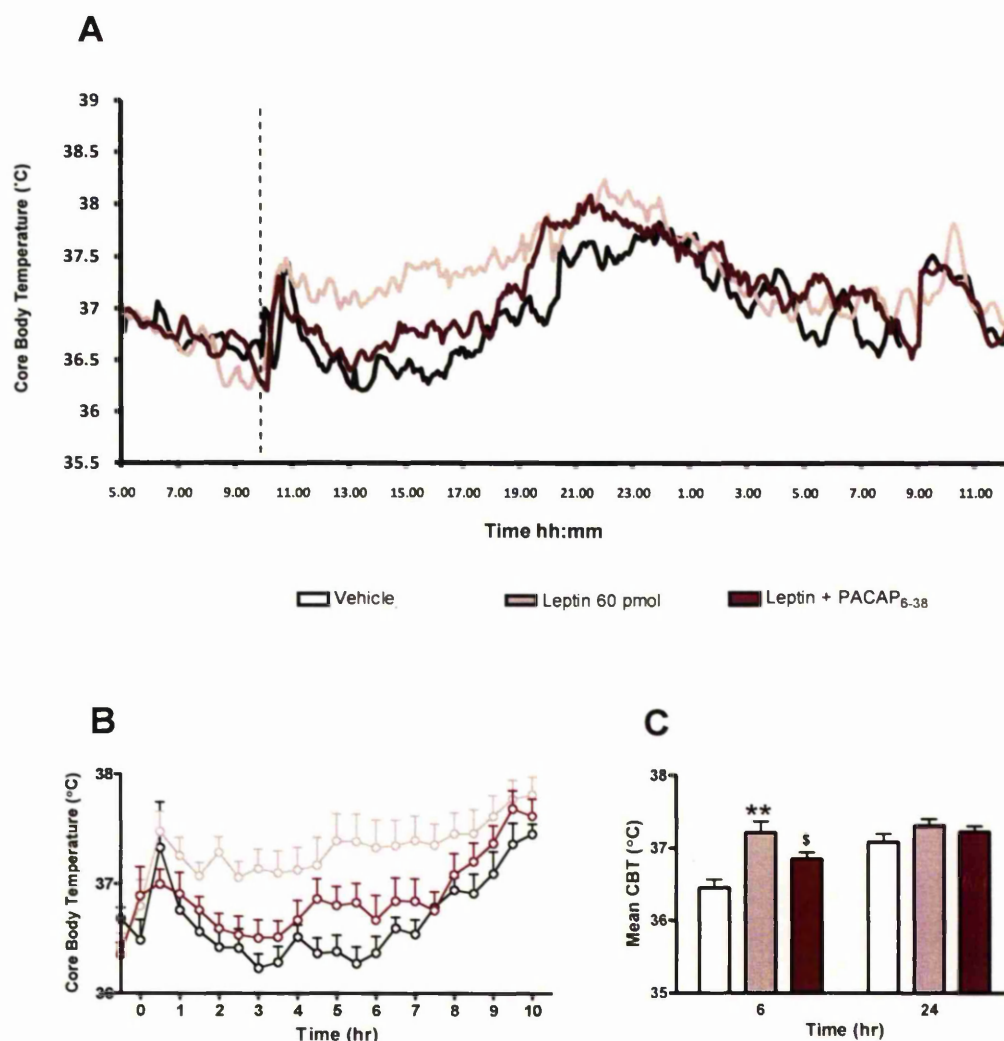 A
39
38.5
38
37.5
37
36.5
36
35.5
Core Body Temperature (°C)
5.00 7.00 9.00 11.00 13.00 15.00 17.00 19.00 21.00 23.00 1.00 3.00 5.00 7.00 9.00 11.00
Time hh:mm
Vehicle Leptin 60 pmol Leptin + PACAP6-38
B
38
37
36
Core Body Temperature (°C)
0 1 2 3 4 5 6 7 8 9 10
Time (hr)
C
38
37
36
35
Mean CBT (°C)
** $
6 24
Time (hr)